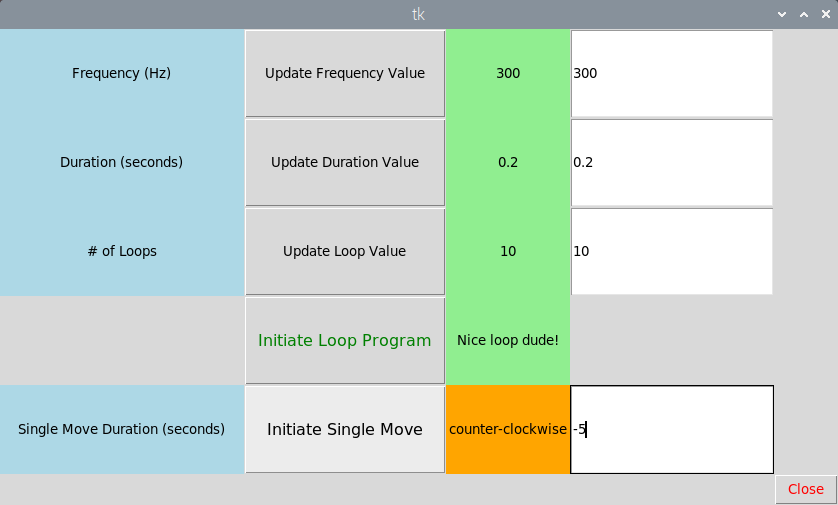 tk
Frequency (Hz) Update Frequency Value 300 300
Duration (seconds) Update Duration Value 0.2 0.2
# of Loops Update Loop Value 10 10
Initiate Loop Program Nice loop dude!
Single Move Duration (seconds) Initiate Single Move counter-clockwise -5
Close